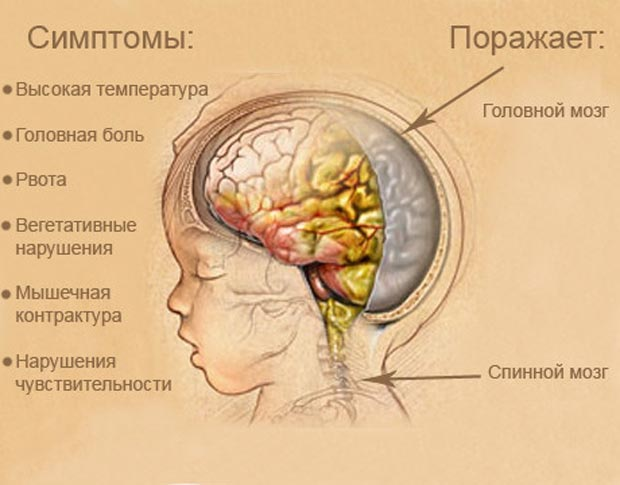 Симптомы:
Поражает:
• Высокая температура
• Головная боль
• Рвота
• Вегетативные
нарушения
• Мышечная
контрактура
• Нарушения
чувствительности
Головной мозг
Спинной мозг